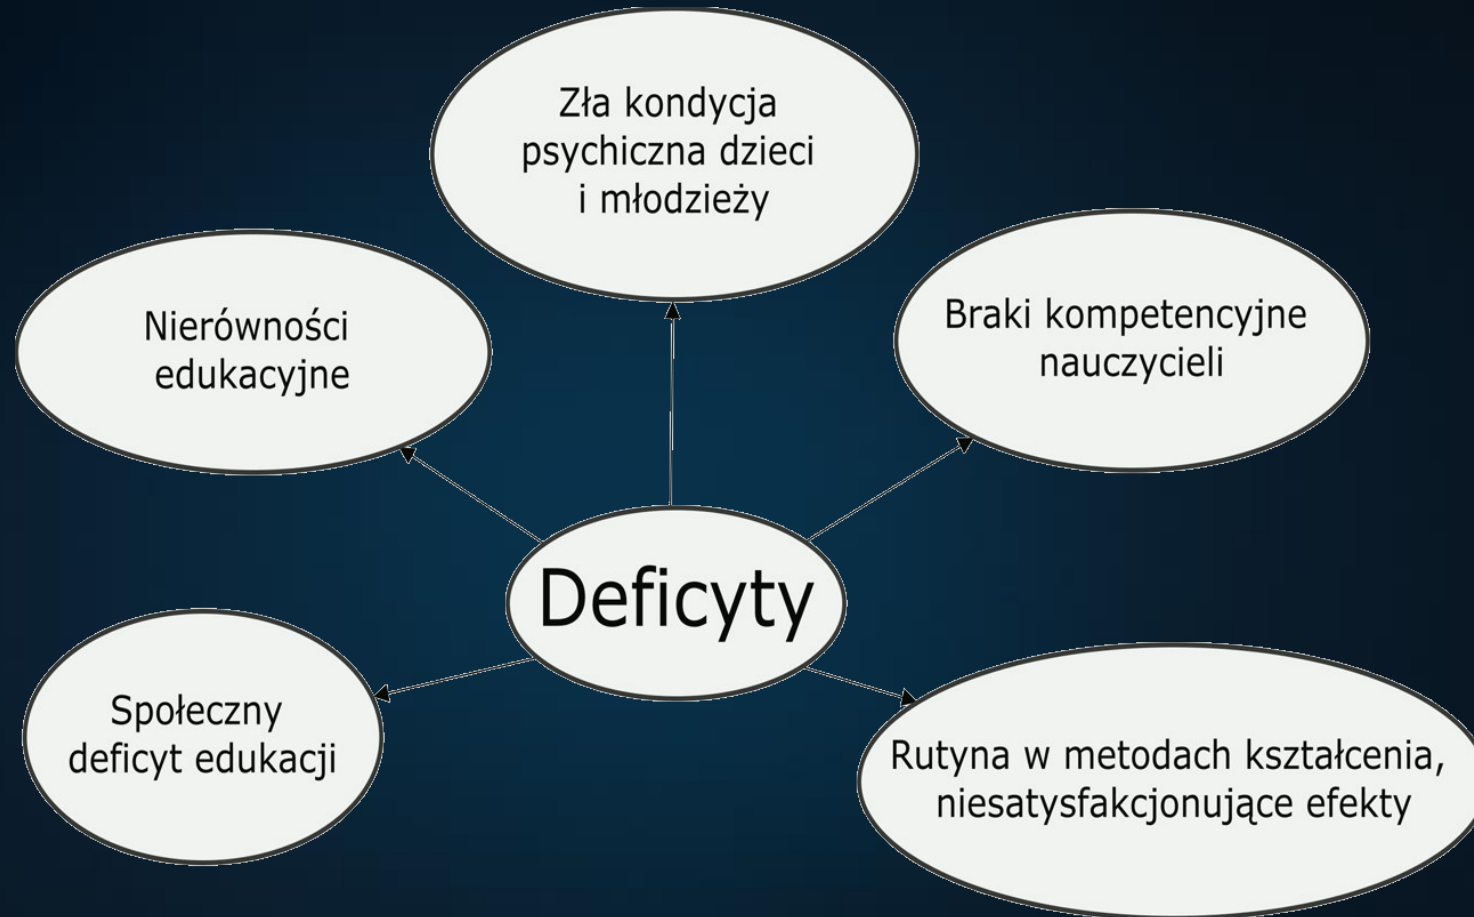 Zła kondycja
psychiczna dzieci
i młodzieży
Nierówności
edukacyjne
Braki kompetencyjne
nauczycieli
Deficyty
Społeczny
deficyt edukacji
Rutyna w metodach kształcenia,
niesatysfakcjonujące efekty